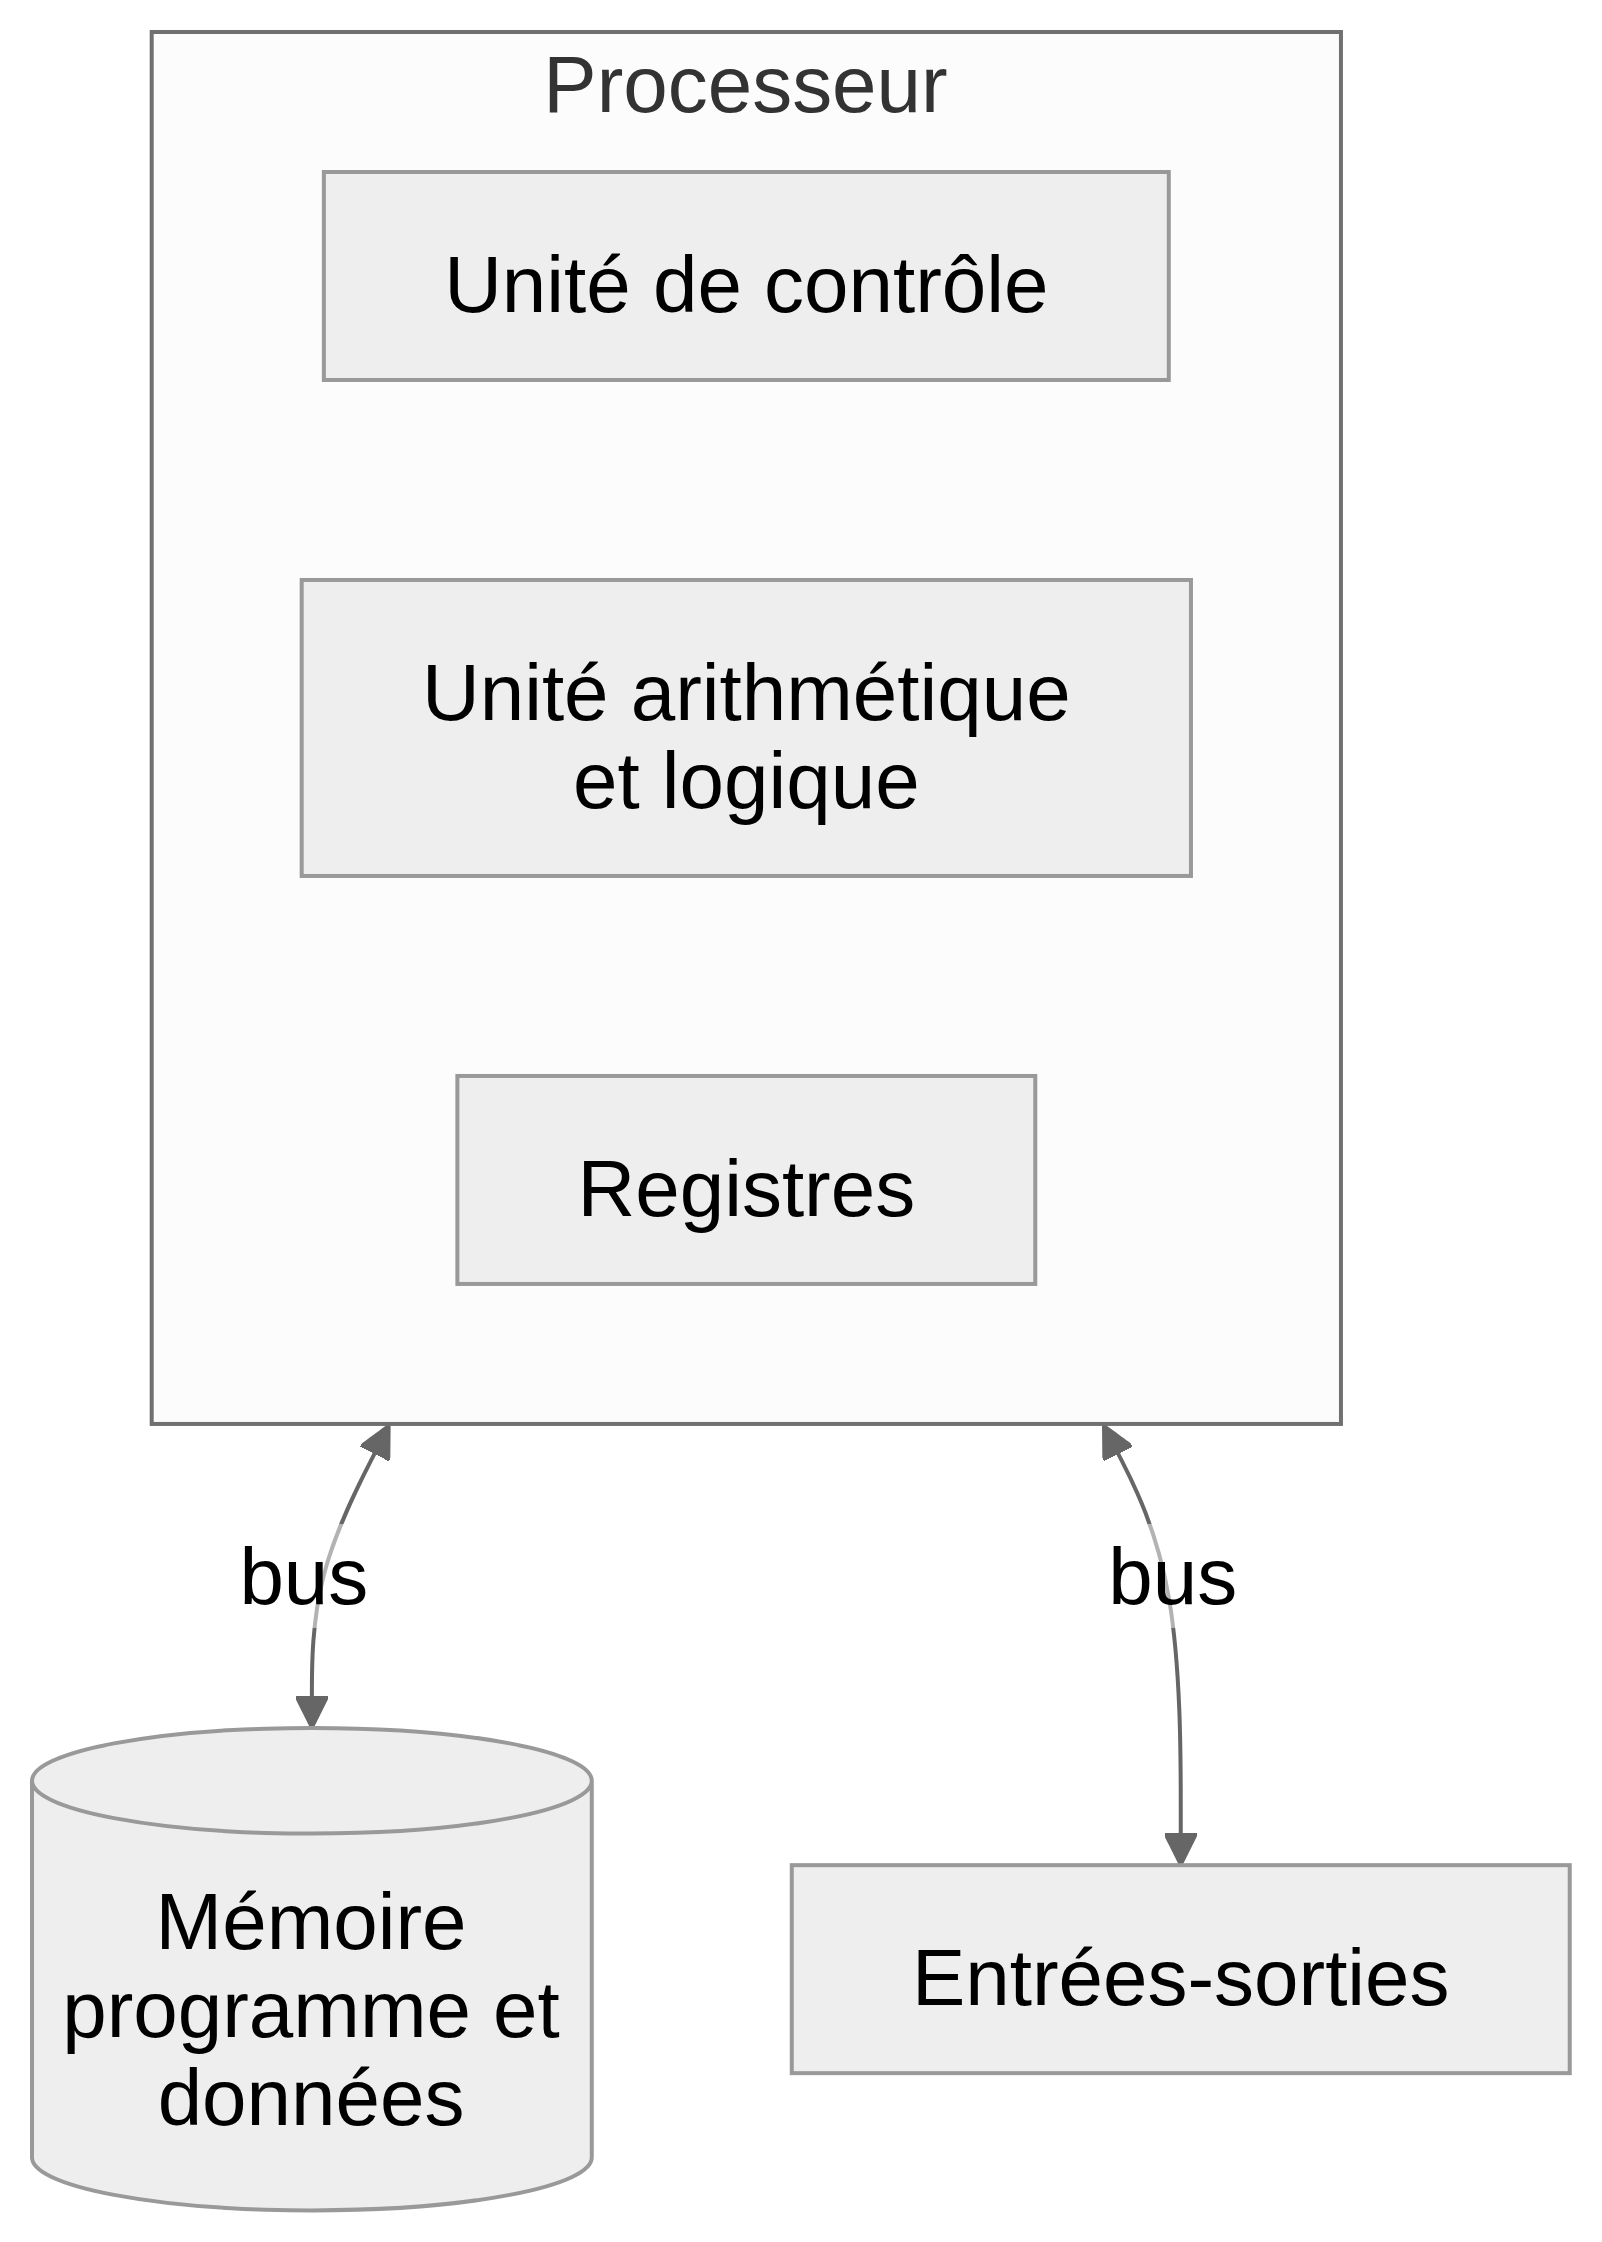 Processeur
Unité de contrôle
Unité arithmétique
et logique
Registres
bus
bus
Mémoire
programme et
données
Entrées-sorties